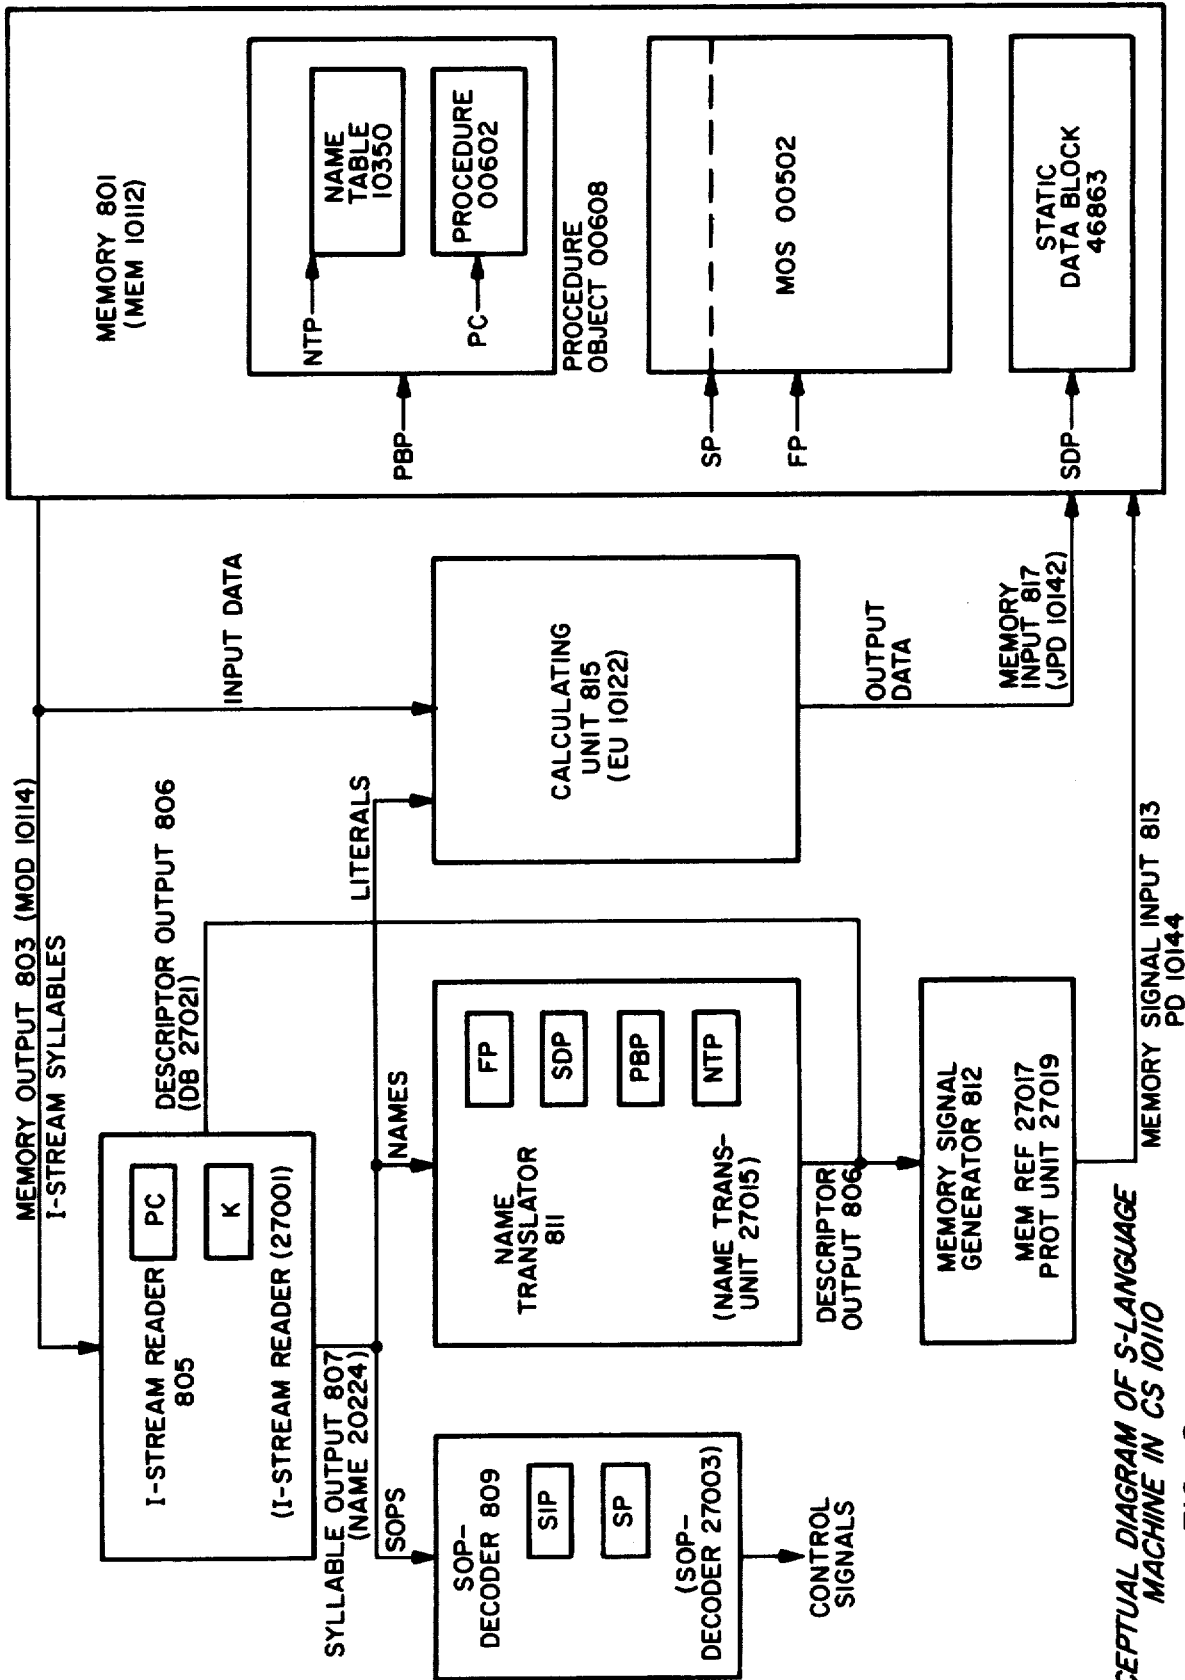 MEMORY 801
(MEM 10112)
NTP
NAME
TABLE
10350
PC
PROCEDURE
00602
PBP
PROCEDURE
OBJECT 00608
SP
FP
MOS 00502
SDP
STATIC
DATA BLOCK
46863
MEMORY OUTPUT 803 (MOD 10114)
I-STREAM SYLLABLES
INPUT DATA
DESCRIPTOR OUTPUT 806
(DB 27021)
I-STREAM READER
805
PC
K
(I-STREAM READER (27001)
SYLLABLE OUTPUT 807
(NAME 20224)
LITERALS
NAMES
SOPS
CALCULATING
UNIT 815
(EU 10122)
OUTPUT
DATA
MEMORY
INPUT 817
(JPD 10142)
NAME
TRANSLATOR
811
FP
SDP
PBP
NTP
(NAME TRANS-
UNIT 27015)
DESCRIPTOR
OUTPUT 806
SOP-
DECODER 809
SIP
SP
(SOP-
DECODER 27003)
CONTROL
SIGNALS
MEMORY SIGNAL
GENERATOR 812
MEM REF 27017
PROT UNIT 27019
MEMORY SIGNAL INPUT 813
PD 10144
CEPTUAL DIAGRAM OF S-LANGUAGE
MACHINE IN CS 10110